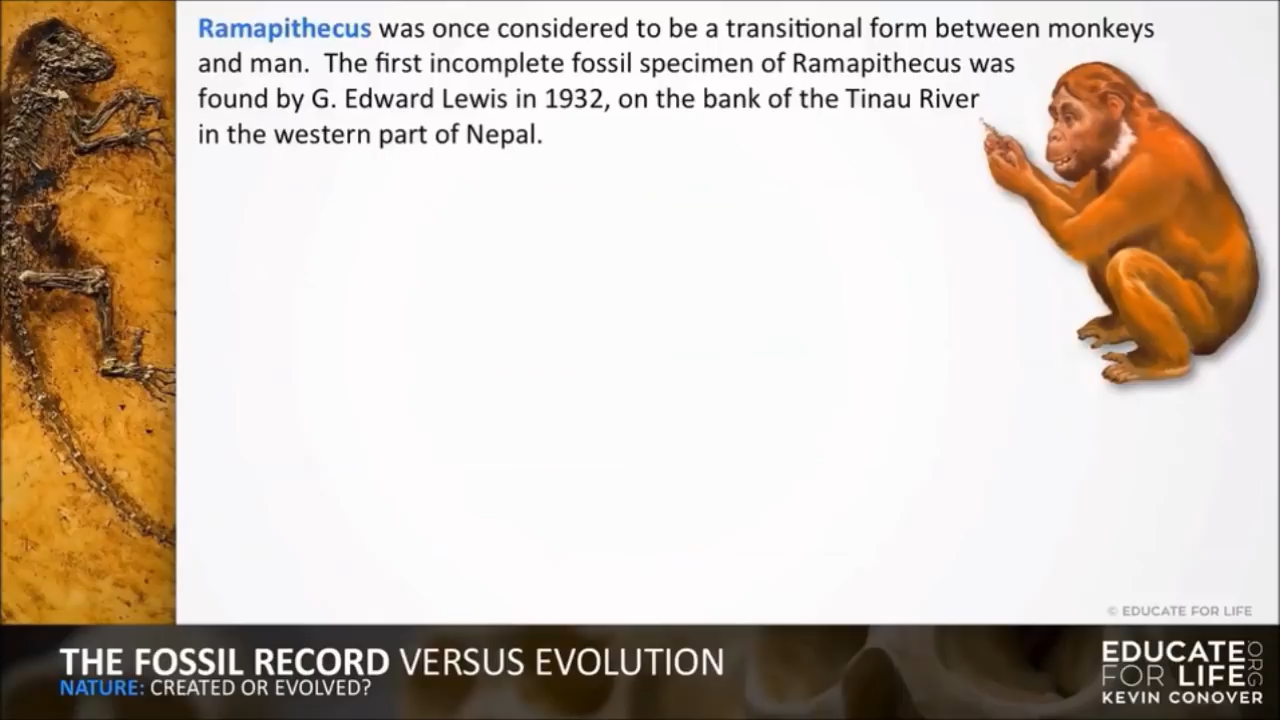 Ramapithecus was once considered to be a transitional form between monkeys
and man. The first incomplete fossil specimen of Ramapithecus was
found by G. Edward Lewis in 1932, on the bank of the Tinau River
in the western part of Nepal.
© EDUCATE FOR LIFE
THE FOSSIL RECORD VERSUS EVOLUTION
NATURE: CREATED OR EVOLVED?
EDUCATE
FOR LIFE.ORG
KEVIN CONOVER